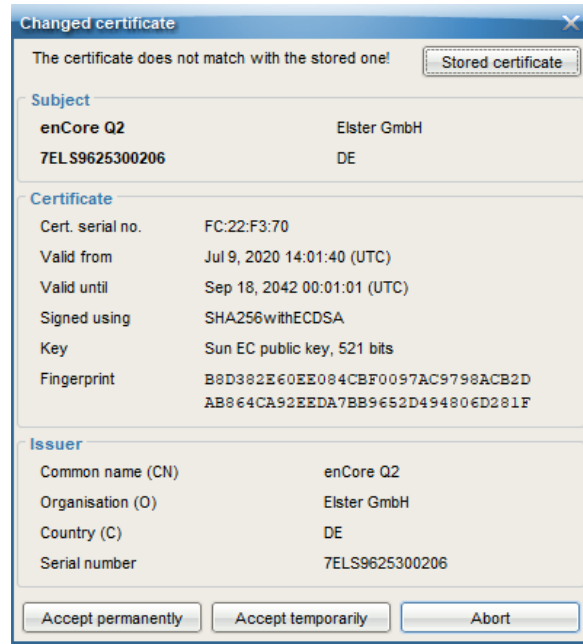 Changed certificate
The certificate does not match with the stored one! Stored certificate
Subject
enCore Q2 Elster GmbH
7ELS9625300206 DE
Certificate
Cert. serial no. FC:22:F3:70
Valid from Jul 9, 2020 14:01:40 (UTC)
Valid until Sep 18, 2042 00:01:01 (UTC)
Signed using SHA256withECDSA
Key Sun EC public key, 521 bits
Fingerprint B8D382E60EE084CBF0097AC9798ACB2D
AB864CA92EEDA7BB9652D494806D281F
Issuer
Common name (CN) enCore Q2
Organisation (O) Elster GmbH
Country (C) DE
Serial number 7ELS9625300206
Accept permanently Accept temporarily Abort